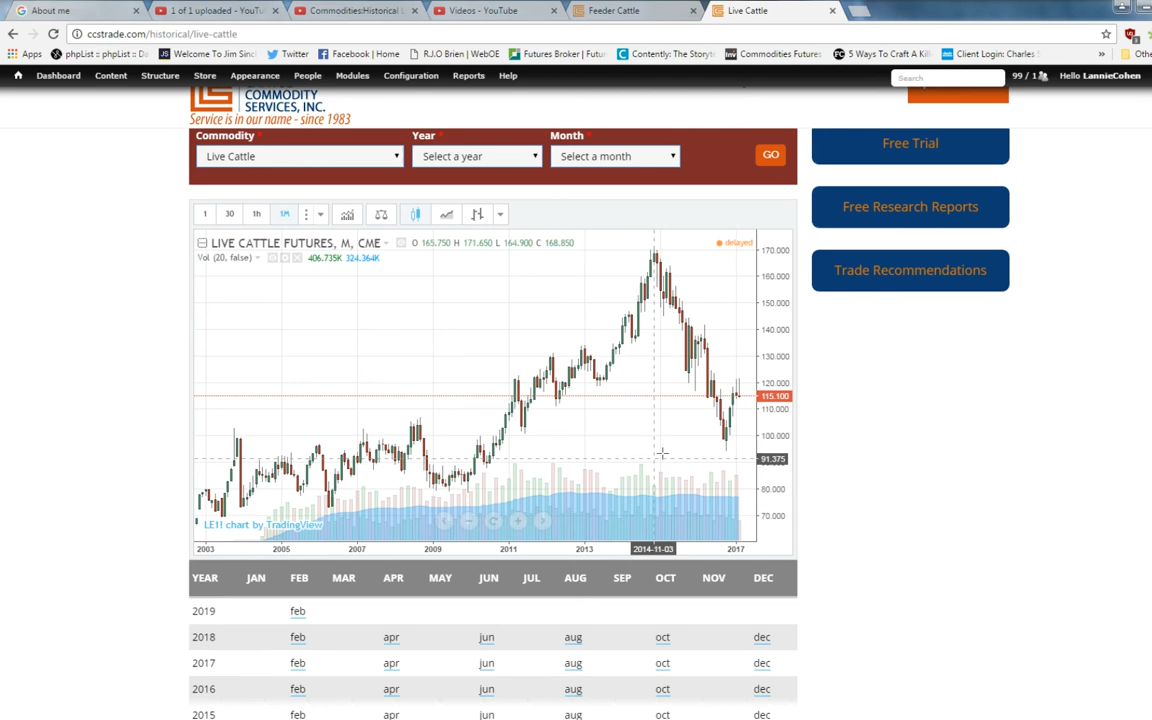 About me
1 of 1 uploaded - YouTu
Commodities:Historical
Videos - YouTube
Feeder Cattle
Live Cattle
ccstrade.com/historical/live-cattle
Apps
phpList :: phpList :: De
Welcome To Jim Sinc
Twitter
Facebook | Home
R.J.O Brien | WebOE
Futures Broker | Futu
Contently: The Storyt
Commodities Futures
5 Ways To Craft A Kill
Client Login: Charles S
»
Othe
Dashboard
Content
Structure
Store
Appearance
People
Modules
Configuration
Reports
Help
Search
99 / 1
Hello LannieCohen
COMMODITY
SERVICES, INC.
Service is in our name - since 1983
Commodity *
Year *
Month *
Live Cattle
Select a year
Select a month
GO
Free Trial
Free Research Reports
Trade Recommendations
1
30
1h
1M
LIVE CATTLE FUTURES, M, CME
O 165.750 H 171.650 L 164.900 C 168.850
delayed
Vol (20, false)
406.735K 324.364K
170.000
160.000
150.000
140.000
130.000
120.000
115.100
110.000
100.000
91.375
80.000
70.000
LE1! chart by TradingView
2003
2005
2007
2009
2011
2013
2014-11-03
2017
YEAR JAN FEB MAR APR MAY JUN JUL AUG SEP OCT NOV DEC
2019 feb
2018 feb apr jun aug oct dec
2017 feb apr jun aug oct dec
2016 feb apr jun aug oct dec
2015 feb apr jun aug oct dec